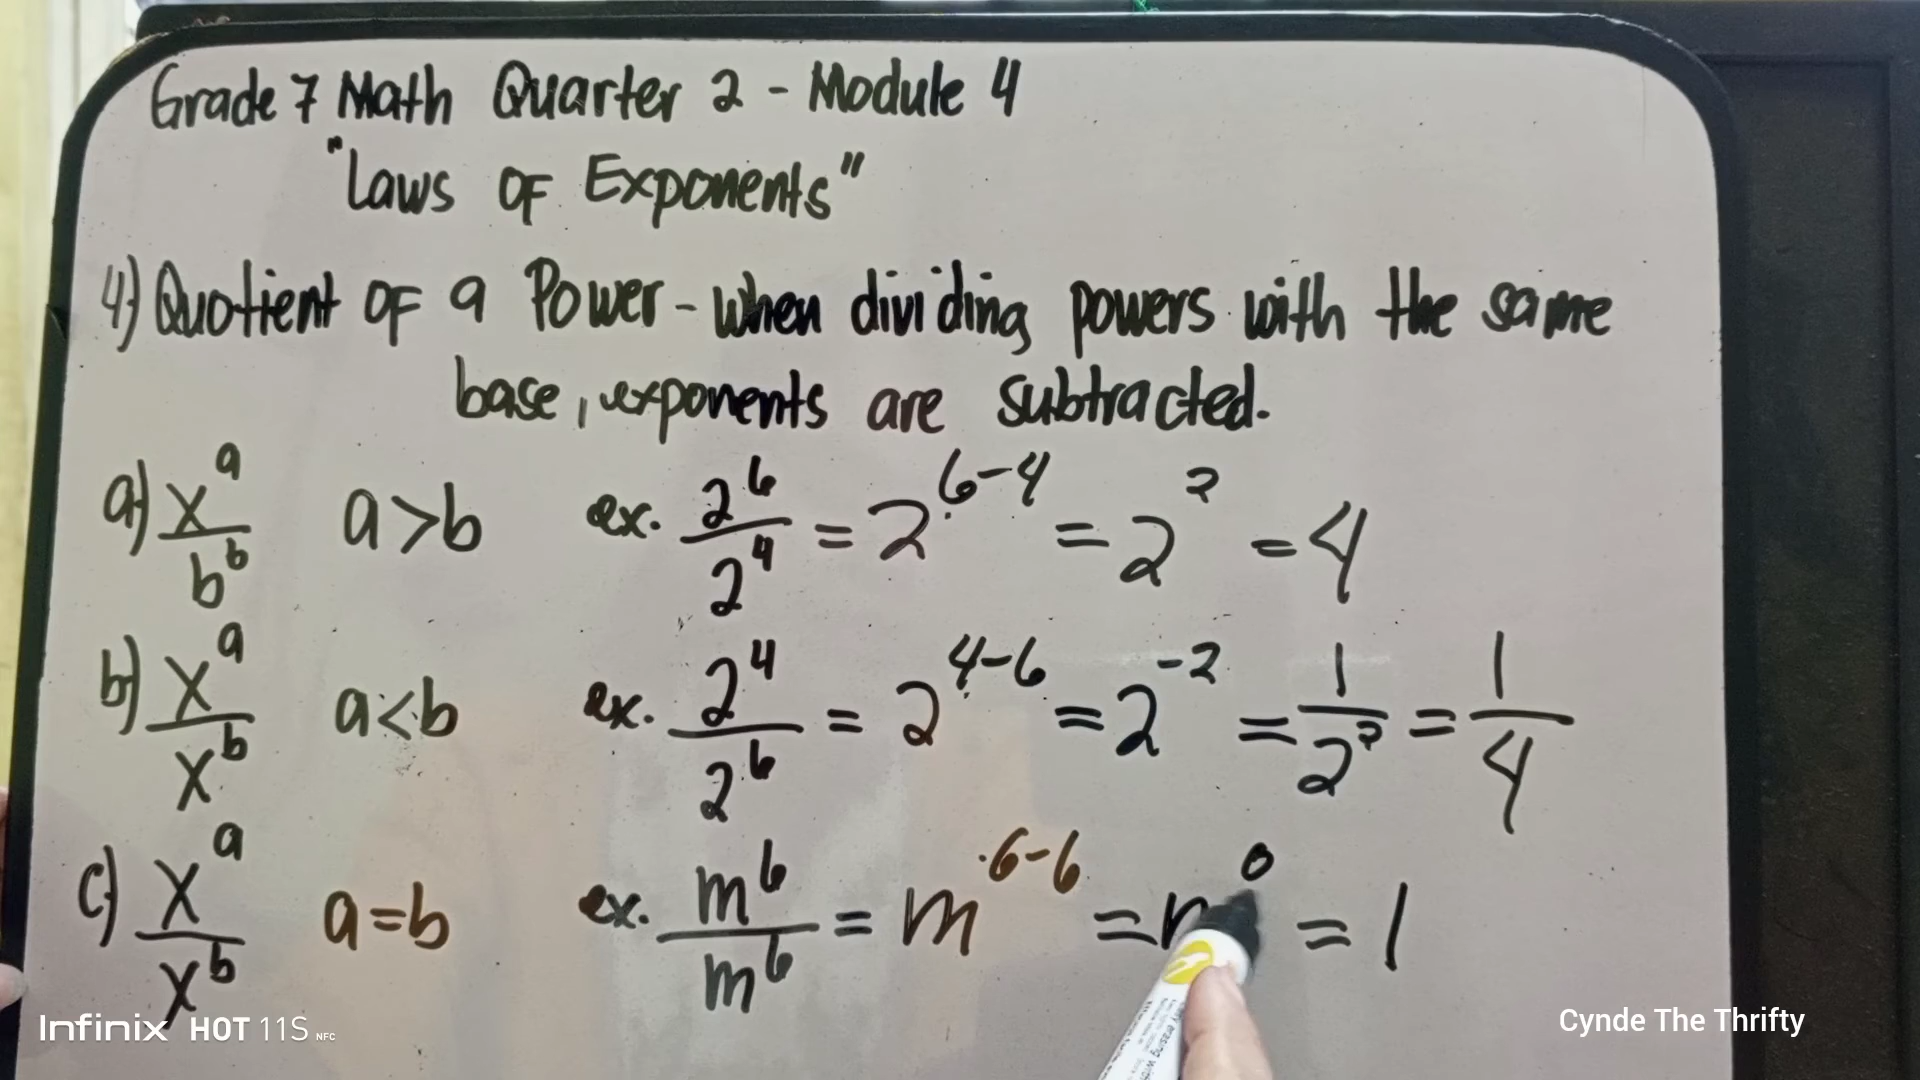 Grade 7 Math Quarter 2 - Module 4
"Laws OF Exponents"
4) Quotient OF a Power - when dividing powers with the same
base, exponents are subtracted.
a) x^a/b^b a > b ex. 2^6/2^4 = 2^6-4 = 2^2 = 4
b) x^a/x^b a < b ex. 2^4/2^6 = 2^4-6 = 2^-2 = 1/2^2 = 1/4
c) x^a/x^b a = b ex. m^6/m^6 = m^6-6 = m^0 = 1
Infinix HOT 11S NFC
Cynde The Thrifty